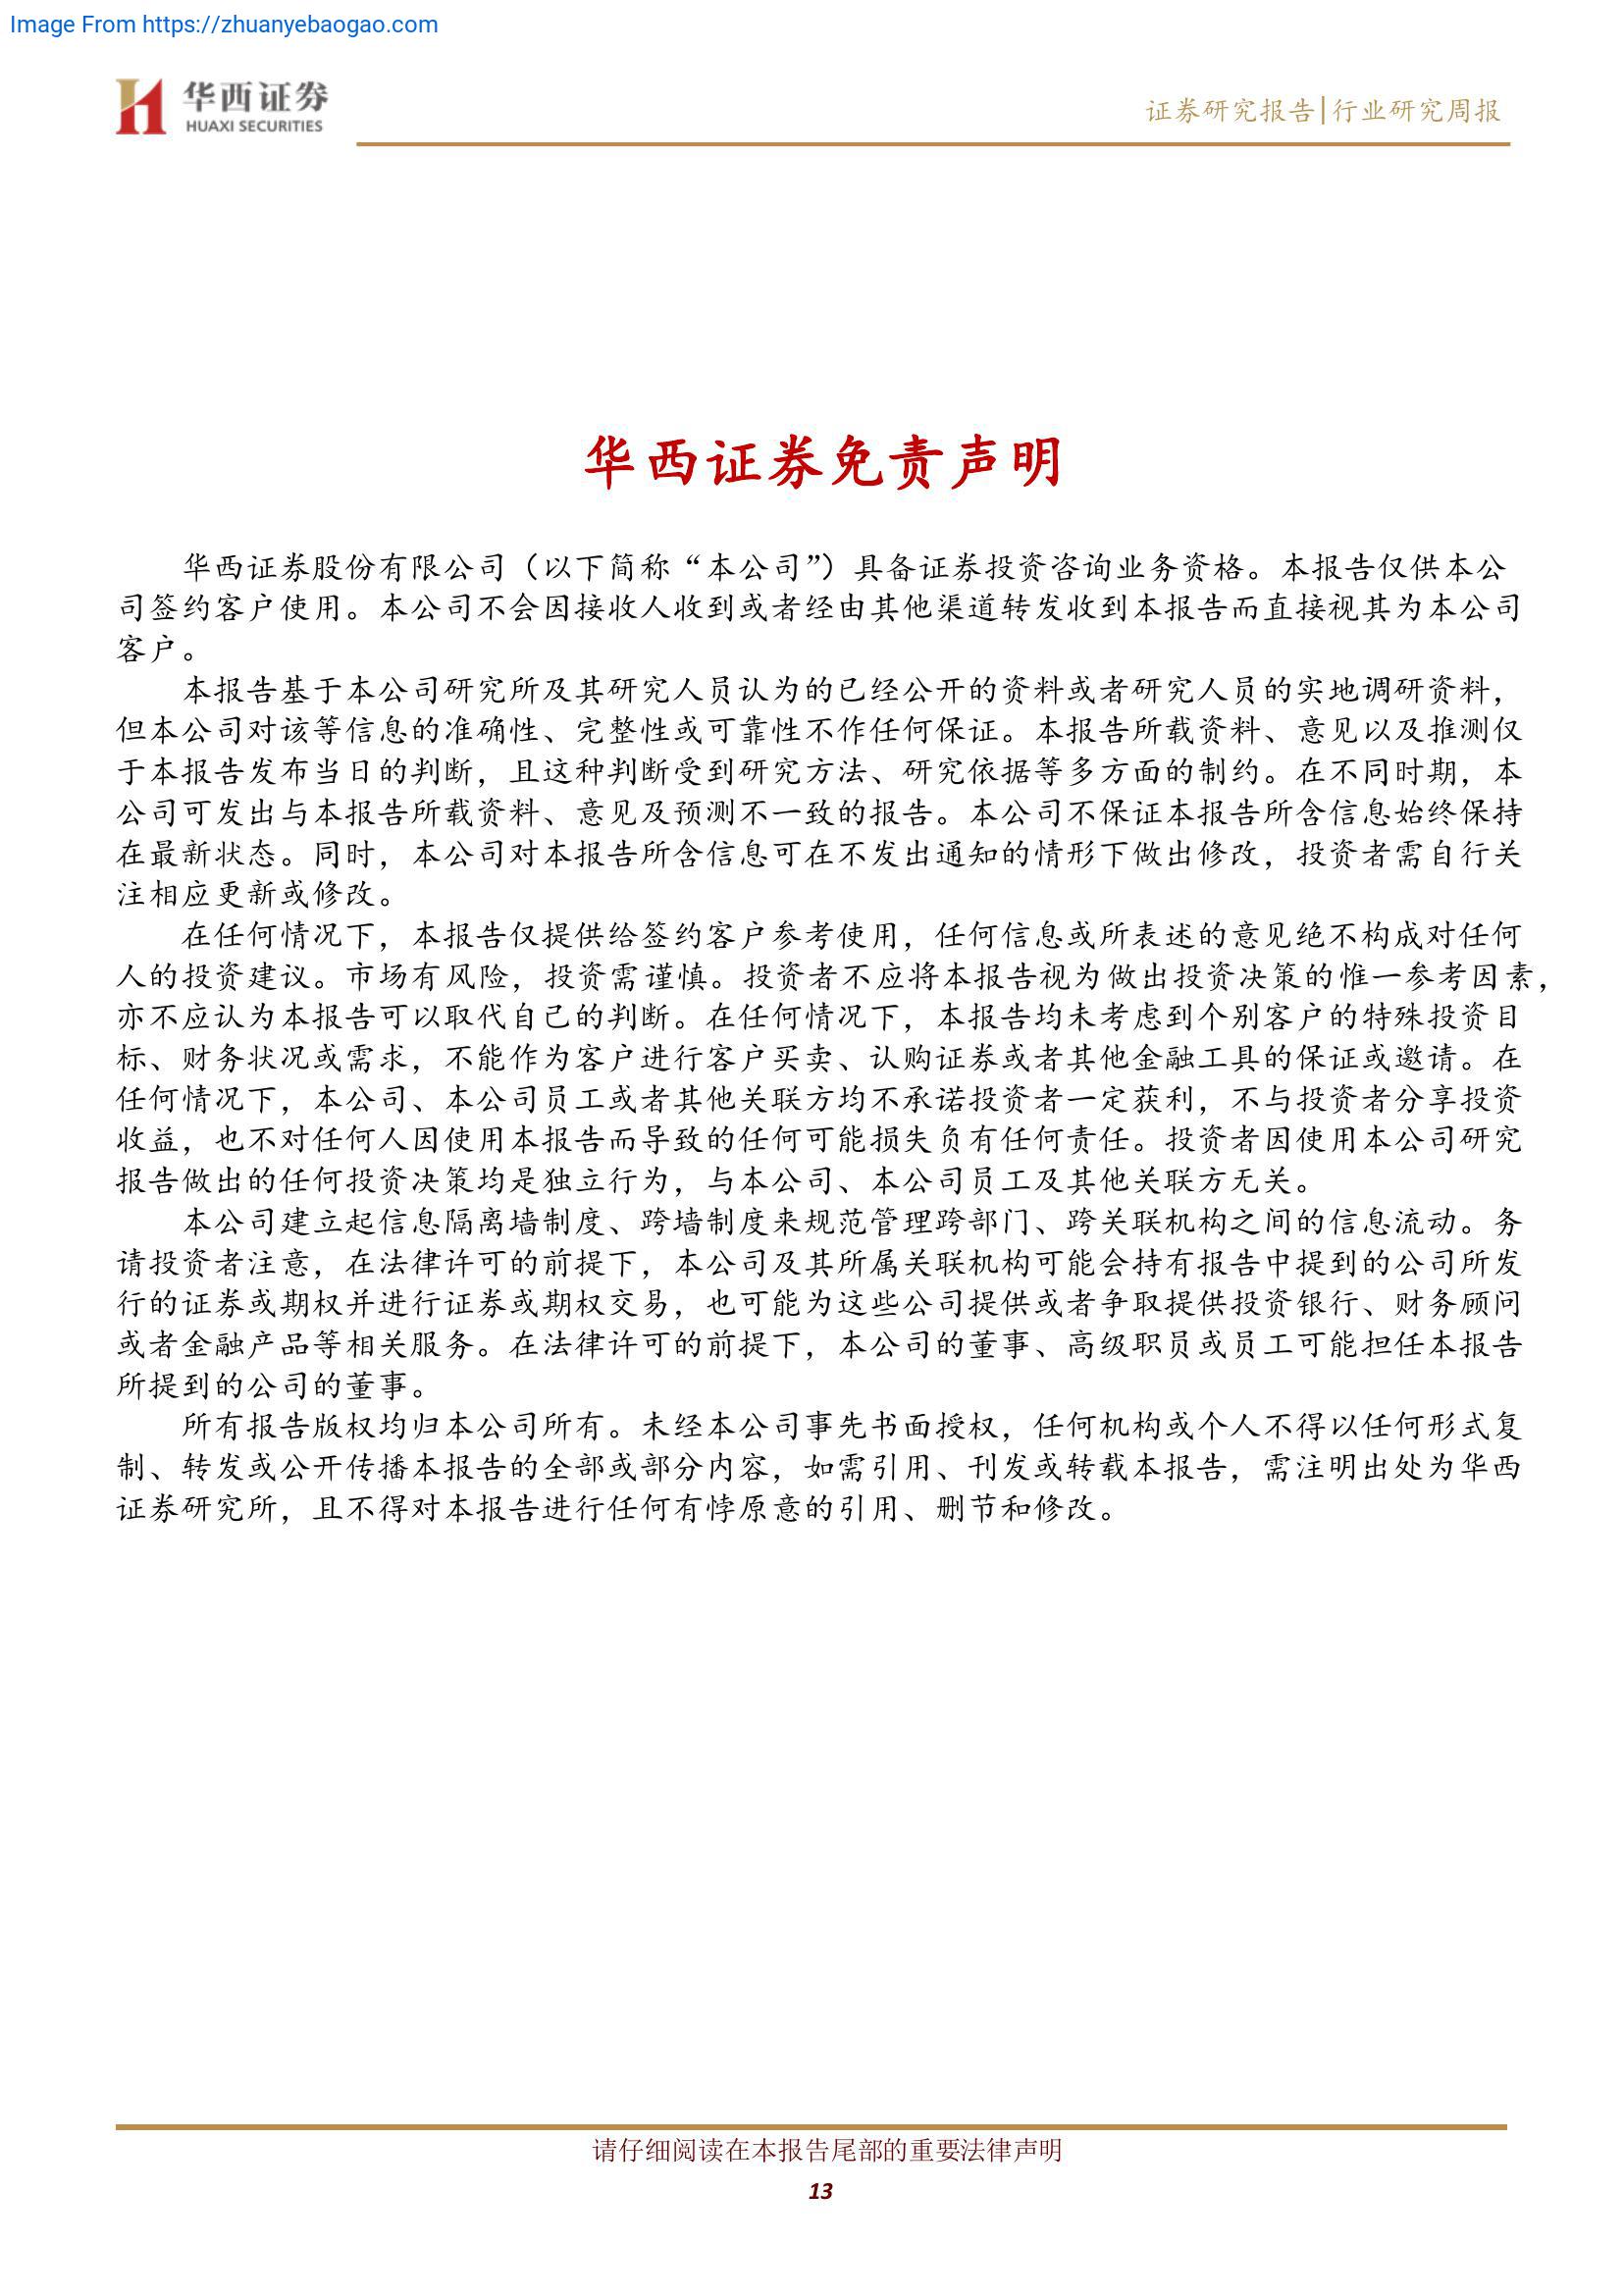 Image From https://zhuanyebaogao.com
华西证券
HUAXI SECURITIES
证券研究报告|行业研究周报
华西证券免责声明
华西证券股份有限公司（以下简称“本公司”）具备证券投资咨询业务资格。本报告仅供本公
司签约客户使用。本公司不会因接收人收到或者经由其他渠道转发收到本报告而直接视其为本公司
客户。
本报告基于本公司研究所及其研究人员认为的已经公开的资料或者研究人员的实地调研资料，
但本公司对该等信息的准确性、完整性或可靠性不作任何保证。本报告所载资料、意见以及推测仅
于本报告发布当日的判断，且这种判断受到研究方法、研究依据等多方面的制约。在不同时期，本
公司可发出与本报告所载资料、意见及预测不一致的报告。本公司不保证本报告所含信息始终保持
在最新状态。同时，本公司对本报告所含信息可在不发出通知的情形下做出修改，投资者需自行关
注相应更新或修改。
在任何情况下，本报告仅提供给签约客户参考使用，任何信息或所表述的意见绝不构成对任何
人的投资建议。市场有风险，投资需谨慎。投资者不应将本报告视为做出投资决策的惟一参考因素，
亦不应认为本报告可以取代自己的判断。在任何情况下，本报告均未考虑到个别客户的特殊投资目
标、财务状况或需求，不能作为客户进行客户买卖、认购证券或者其他金融工具的保证或邀请。在
任何情况下，本公司、本公司员工或者其他关联方均不承诺投资者一定获利，不与投资者分享投资
收益，也不对任何人因使用本报告而导致的任何可能损失负有任何责任。投资者因使用本公司研究
报告做出的任何投资决策均是独立行为，与本公司、本公司员工及其他关联方无关。
本公司建立起信息隔离墙制度、跨墙制度来规范管理跨部门、跨关联机构之间的信息流动。务
请投资者注意，在法律许可的前提下，本公司及其所属关联机构可能会持有报告中提到的公司所发
行的证券或期权并进行证券或期权交易，也可能为这些公司提供或者争取提供投资银行、财务顾问
或者金融产品等相关服务。在法律许可的前提下，本公司的董事、高级职员或员工可能担任本报告
所提到的公司的董事。
所有报告版权均归本公司所有。未经本公司事先书面授权，任何机构或个人不得以任何形式复
制、转发或公开传播本报告的全部或部分内容，如需引用、刊发或转载本报告，需注明出处为华西
证券研究所，且不得对本报告进行任何有悖原意的引用、删节和修改。
请仔细阅读在本报告尾部的重要法律声明
13